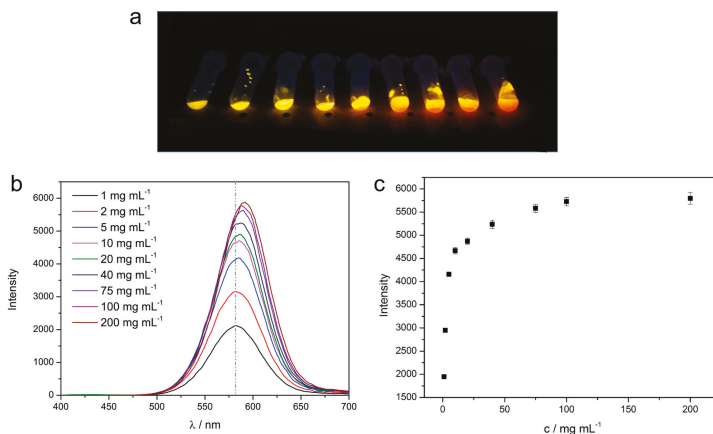 a
b
6000
5000
4000
3000
2000
1000
0
Intensity
1 mg mL⁻¹
2 mg mL⁻¹
5 mg mL⁻¹
10 mg mL⁻¹
20 mg mL⁻¹
40 mg mL⁻¹
75 mg mL⁻¹
100 mg mL⁻¹
200 mg mL⁻¹
400 450 500 550 600 650 700
λ / nm
c
6000
5500
5000
4500
4000
3500
3000
2500
2000
1500
Intensity
0 50 100 150 200
c / mg mL⁻¹